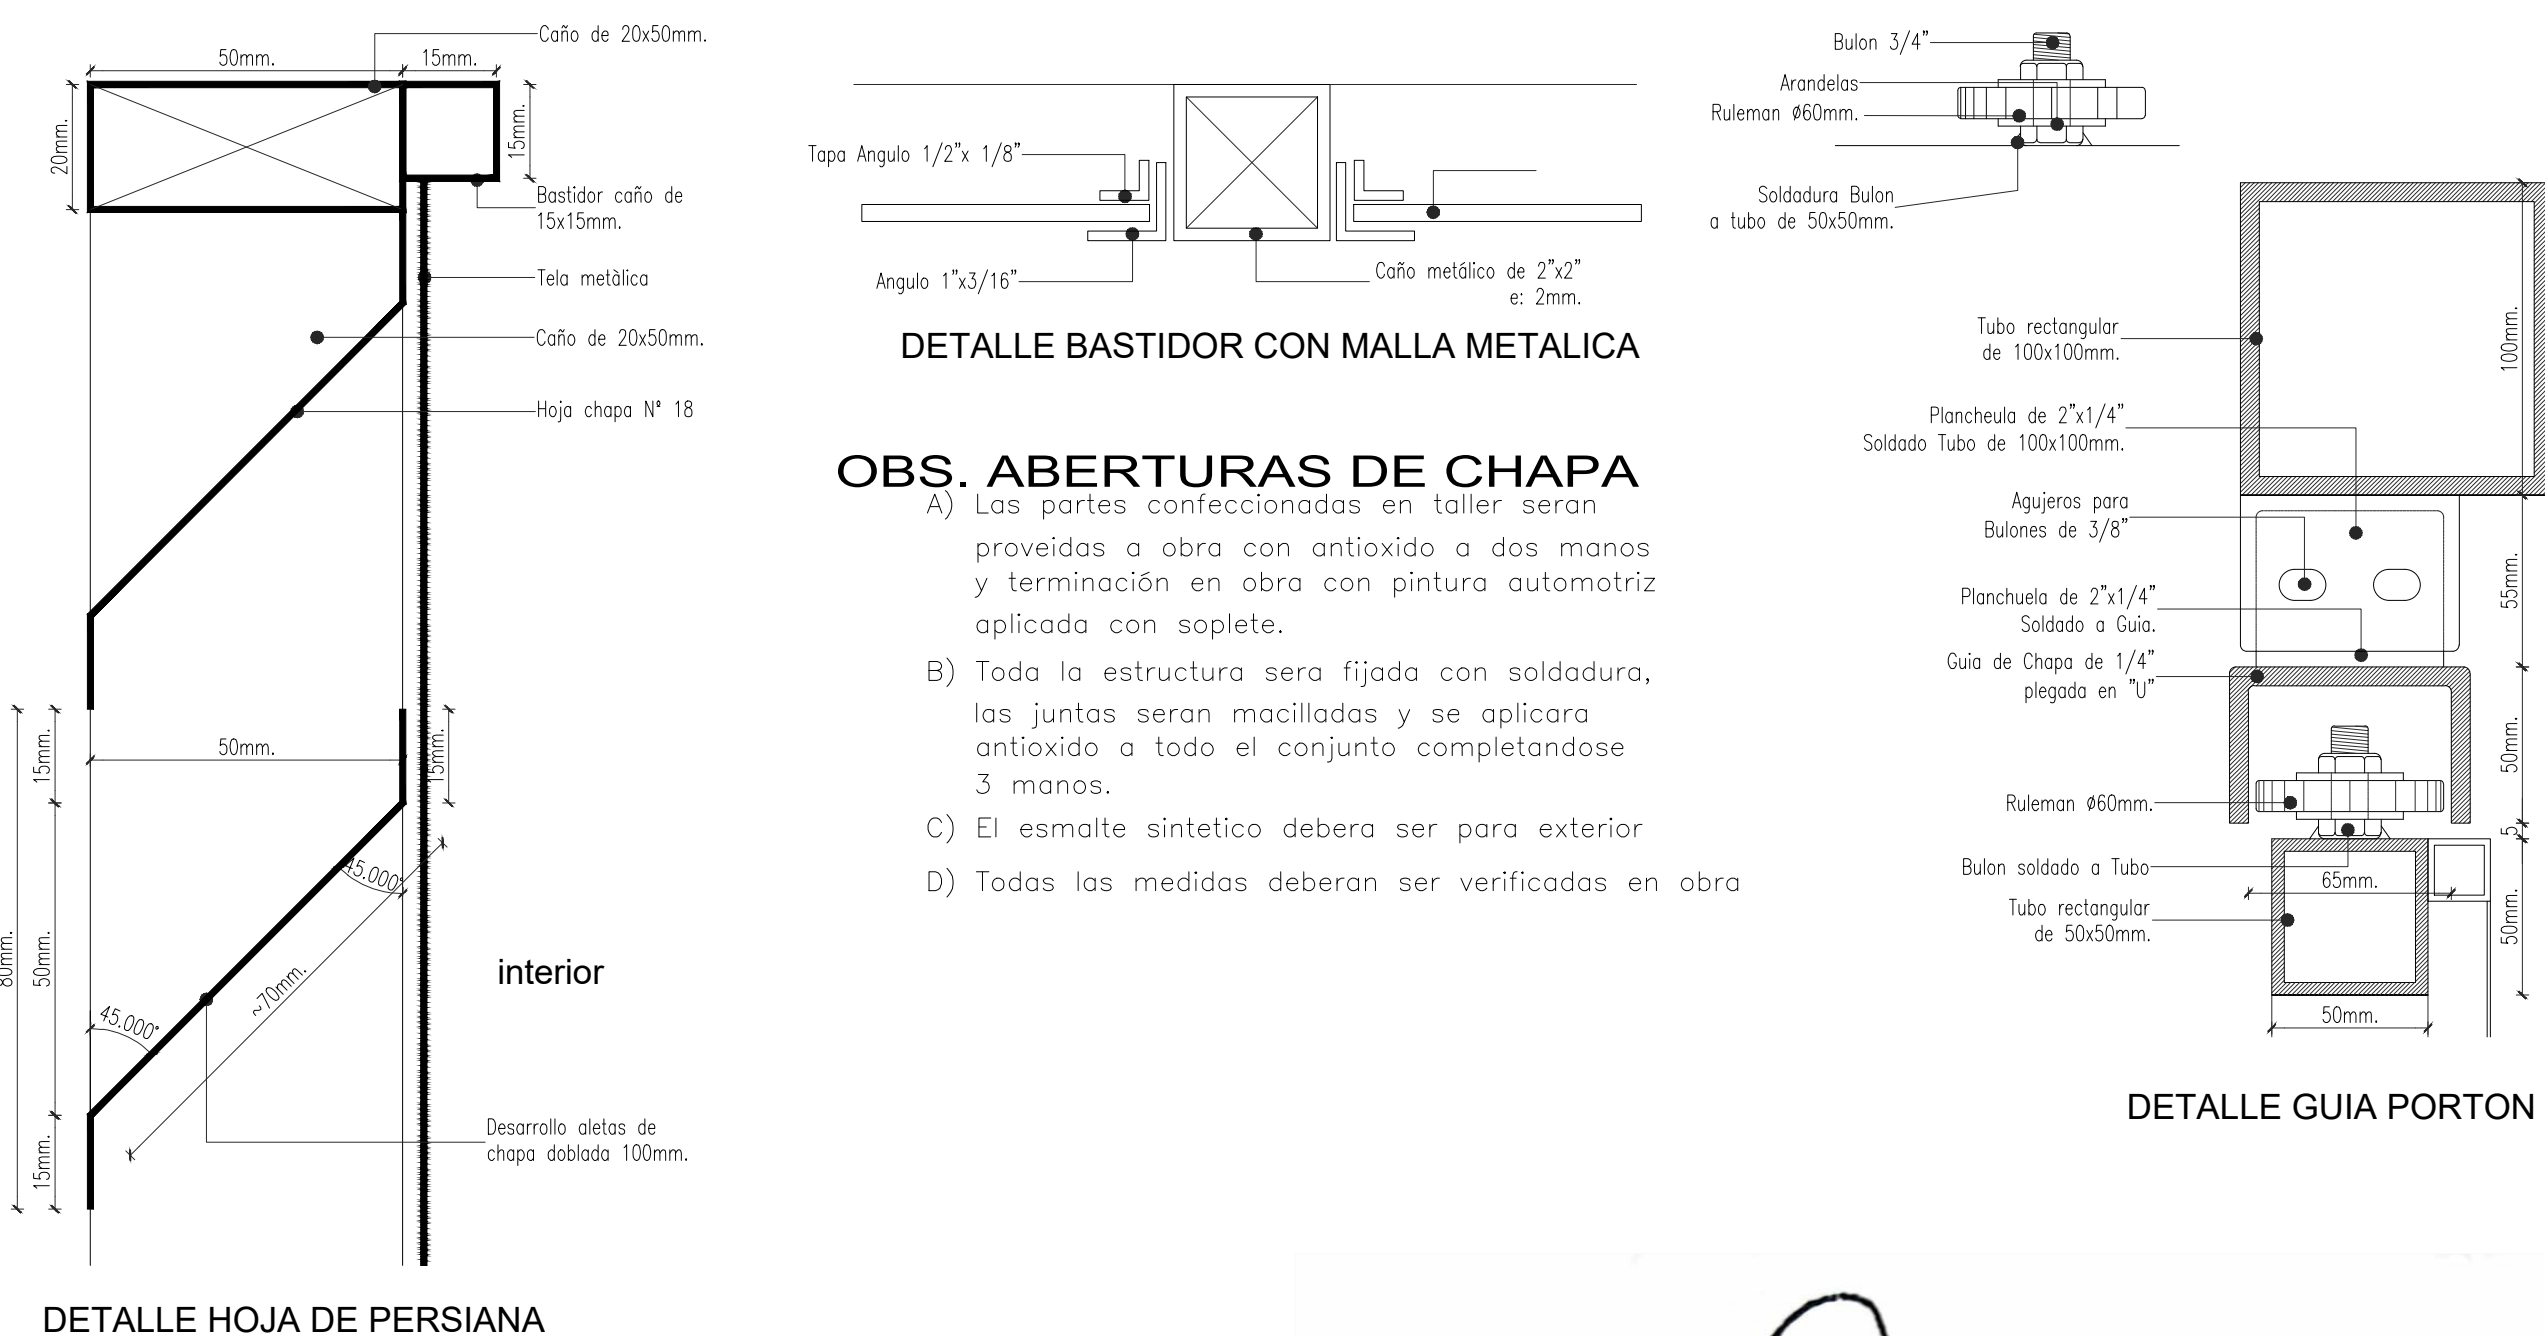 Caño de 20x50mm.
50mm.
15mm.
20mm.
15mm.
Bastidor caño de
15x15mm.
Tela metàlica
Caño de 20x50mm.
Hoja chapa Nº 18
15mm.
50mm.
15mm.
45.000°
80mm.
50mm.
~70mm.
interior
45.000°
15mm.
Desarrollo aletas de
chapa doblada 100mm.
DETALLE HOJA DE PERSIANA
Tapa Angulo 1/2"x 1/8"
Angulo 1"x3/16"
Caño metálico de 2"x2"
e: 2mm.
DETALLE BASTIDOR CON MALLA METALICA
OBS. ABERTURAS DE CHAPA
A) Las partes confeccionadas en taller seran
proveidas a obra con antioxido a dos manos
y terminación en obra con pintura automotriz
aplicada con soplete.
B) Toda la estructura sera fijada con soldadura,
las juntas seran macilladas y se aplicara
antioxido a todo el conjunto completandose
3 manos.
C) El esmalte sintetico debera ser para exterior
D) Todas las medidas deberan ser verificadas en obra
Bulon 3/4"
Arandelas
Ruleman ø60mm.
Soldadura Bulon
a tubo de 50x50mm.
Tubo rectangular
de 100x100mm.
100mm.
Plancheula de 2"x1/4"
Soldado Tubo de 100x100mm.
Agujeros para
Bulones de 3/8"
55mm.
Planchuela de 2"x1/4"
Soldado a Guia.
Guia de Chapa de 1/4"
plegada en "U"
50mm.
Ruleman ø60mm.
5
Bulon soldado a Tubo
65mm.
Tubo rectangular
de 50x50mm.
50mm.
50mm.
DETALLE GUIA PORTON